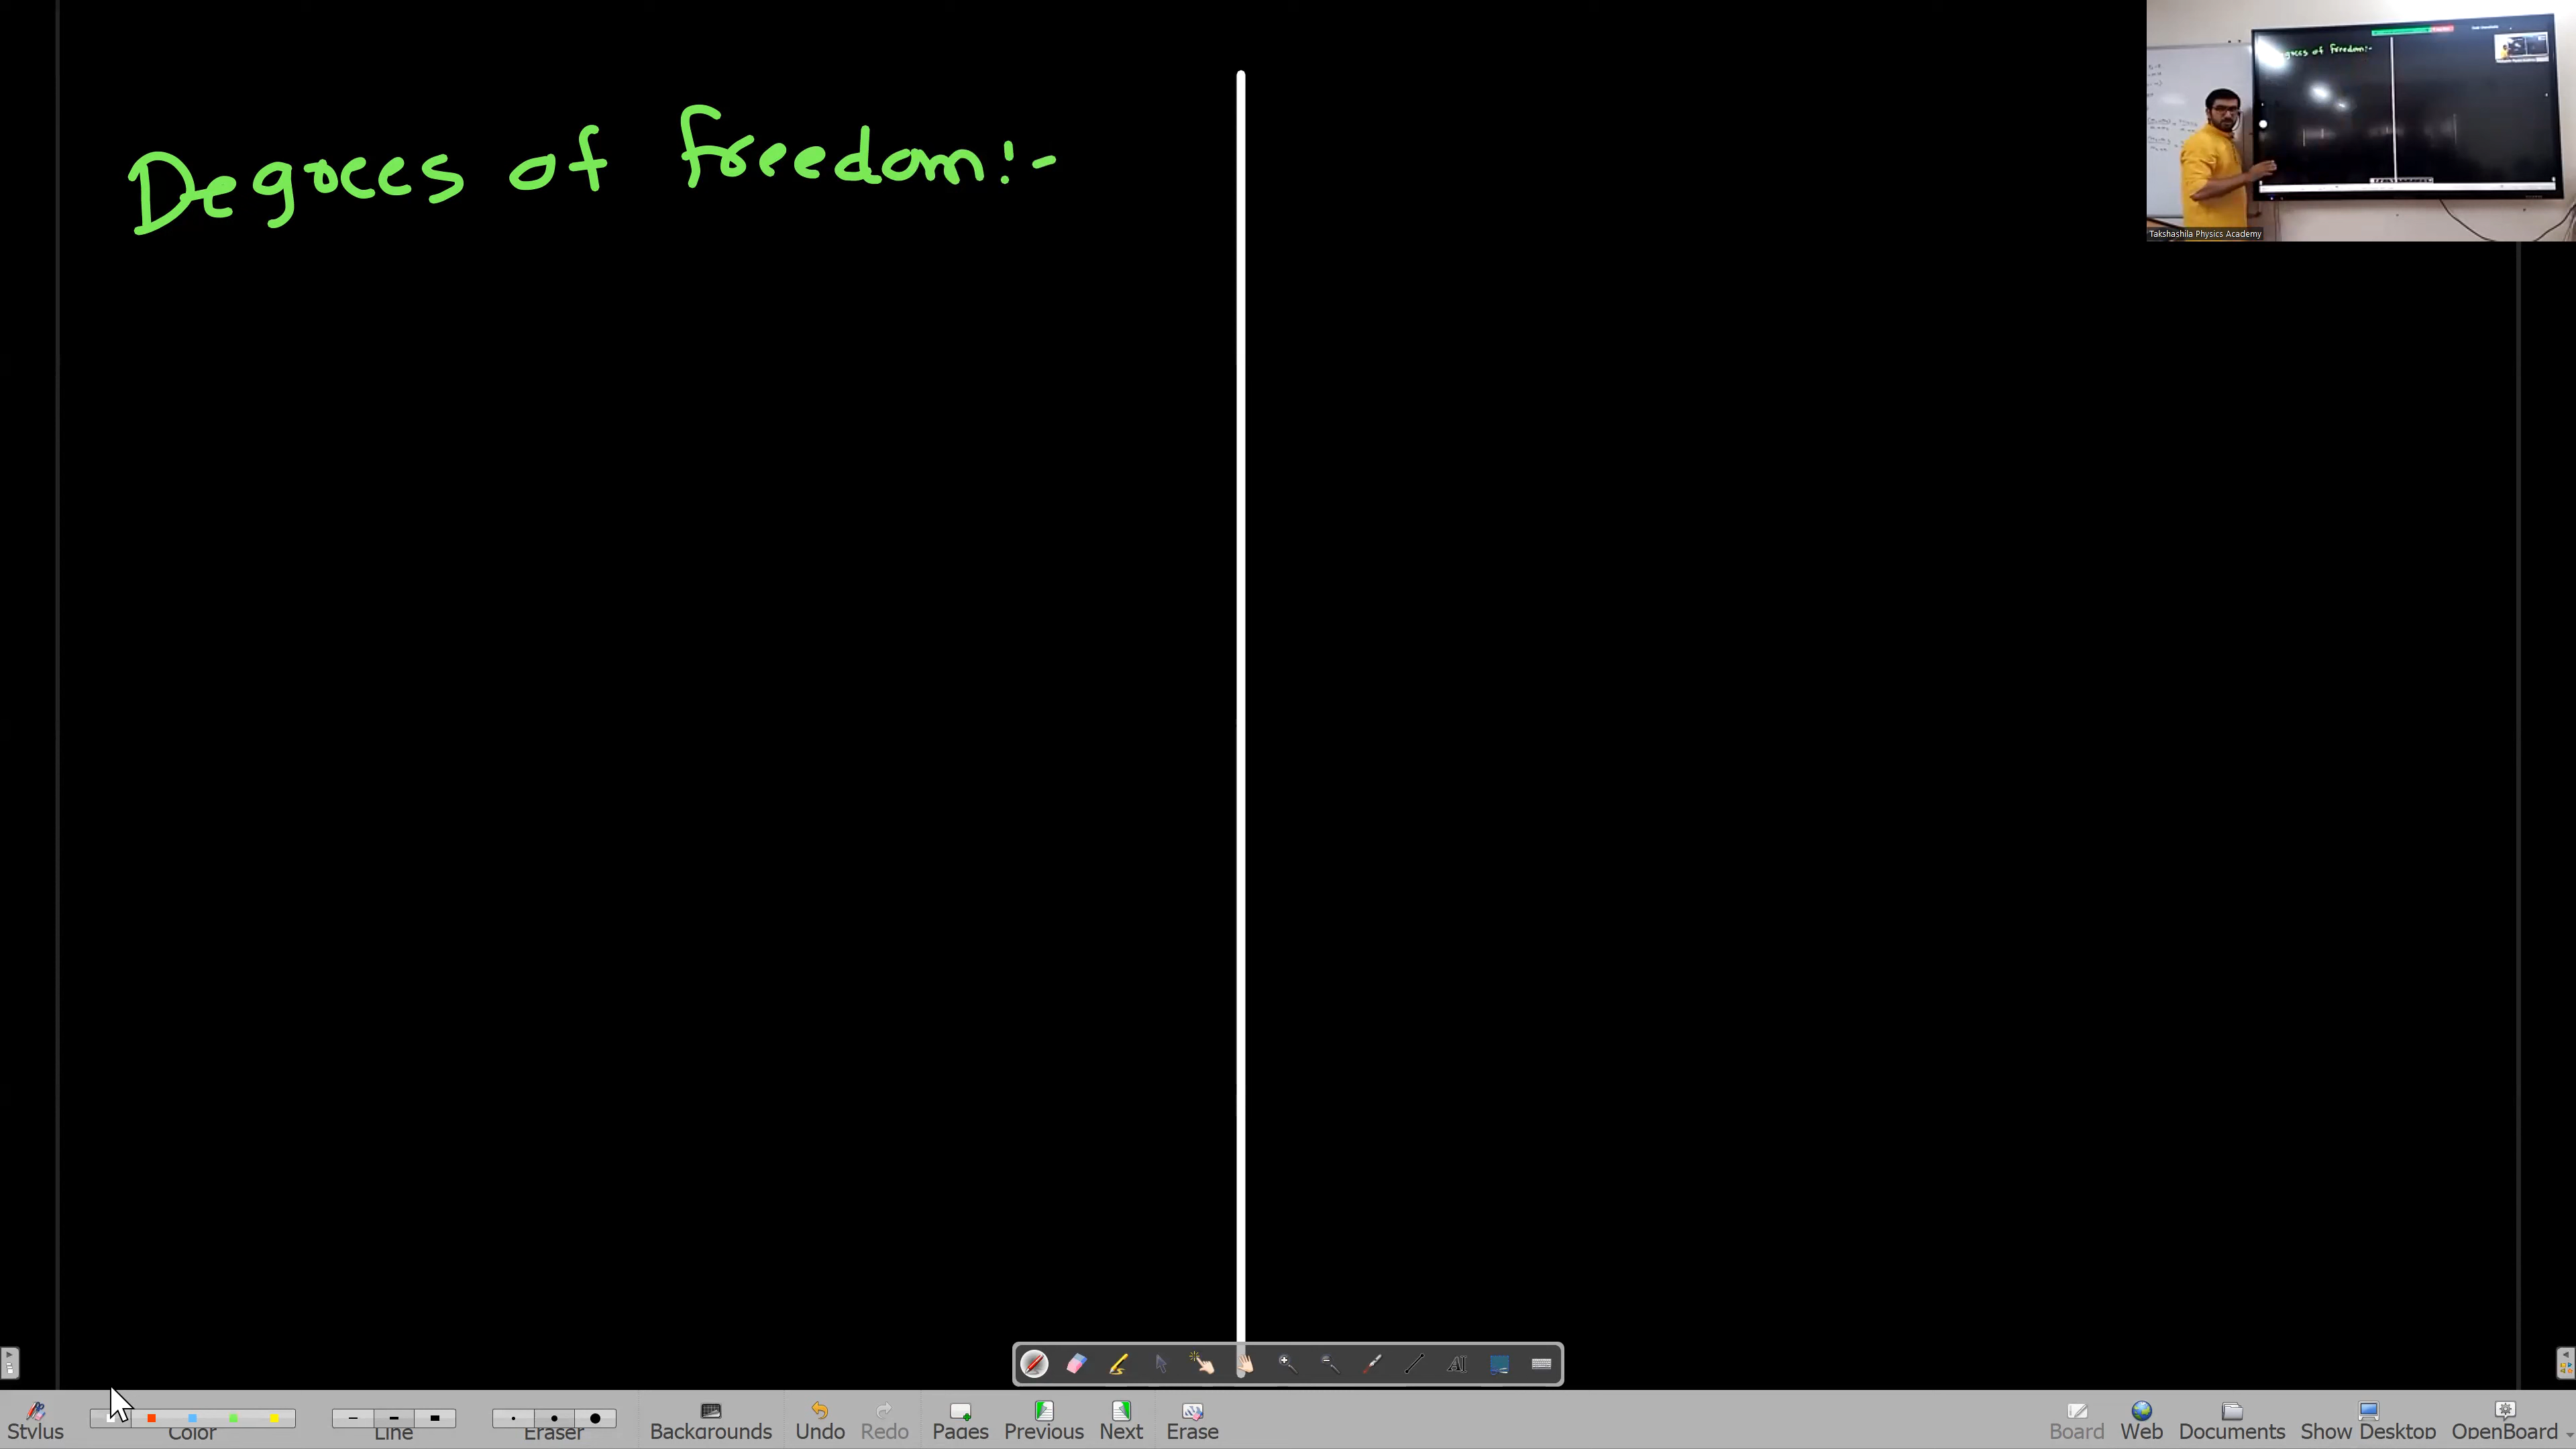 Degrees of freedom:-
Takshashila Physics Academy
Stylus Color Line Eraser Backgrounds Undo Redo Pages Previous Next Erase Board Web Documents Show Desktop OpenBoard